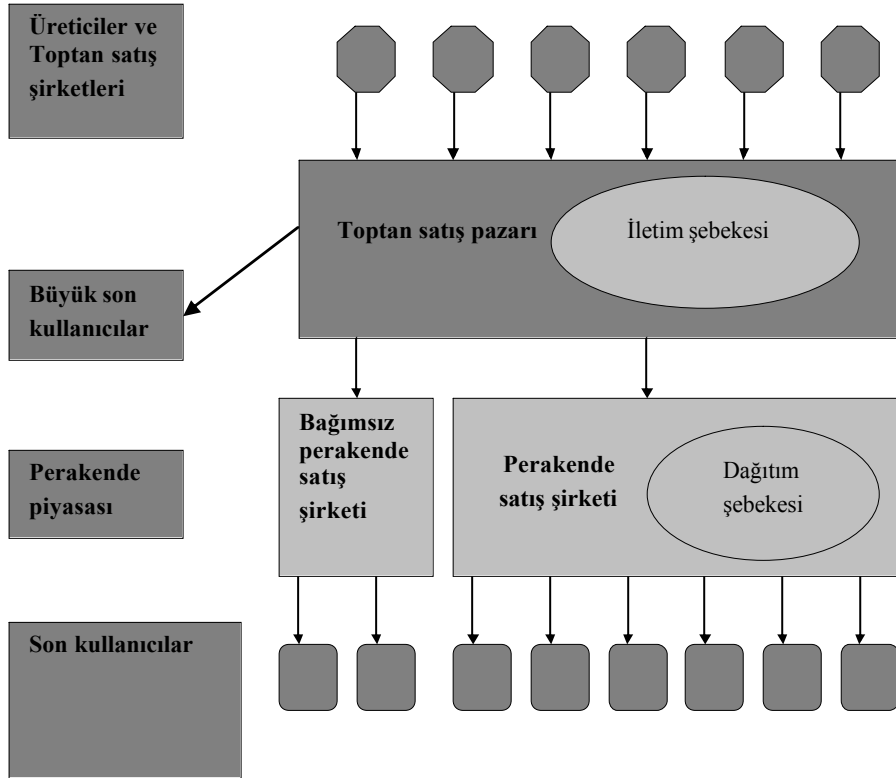 Üreticiler ve
Toptan satış
şirketleri
Toptan satış pazarı
İletim şebekesi
Büyük son
kullanıcılar
Bağımsız
perakende
satış
şirketi
Perakende
satış şirketi
Dağıtım
şebekesi
Perakende
piyasası
Son kullanıcılar